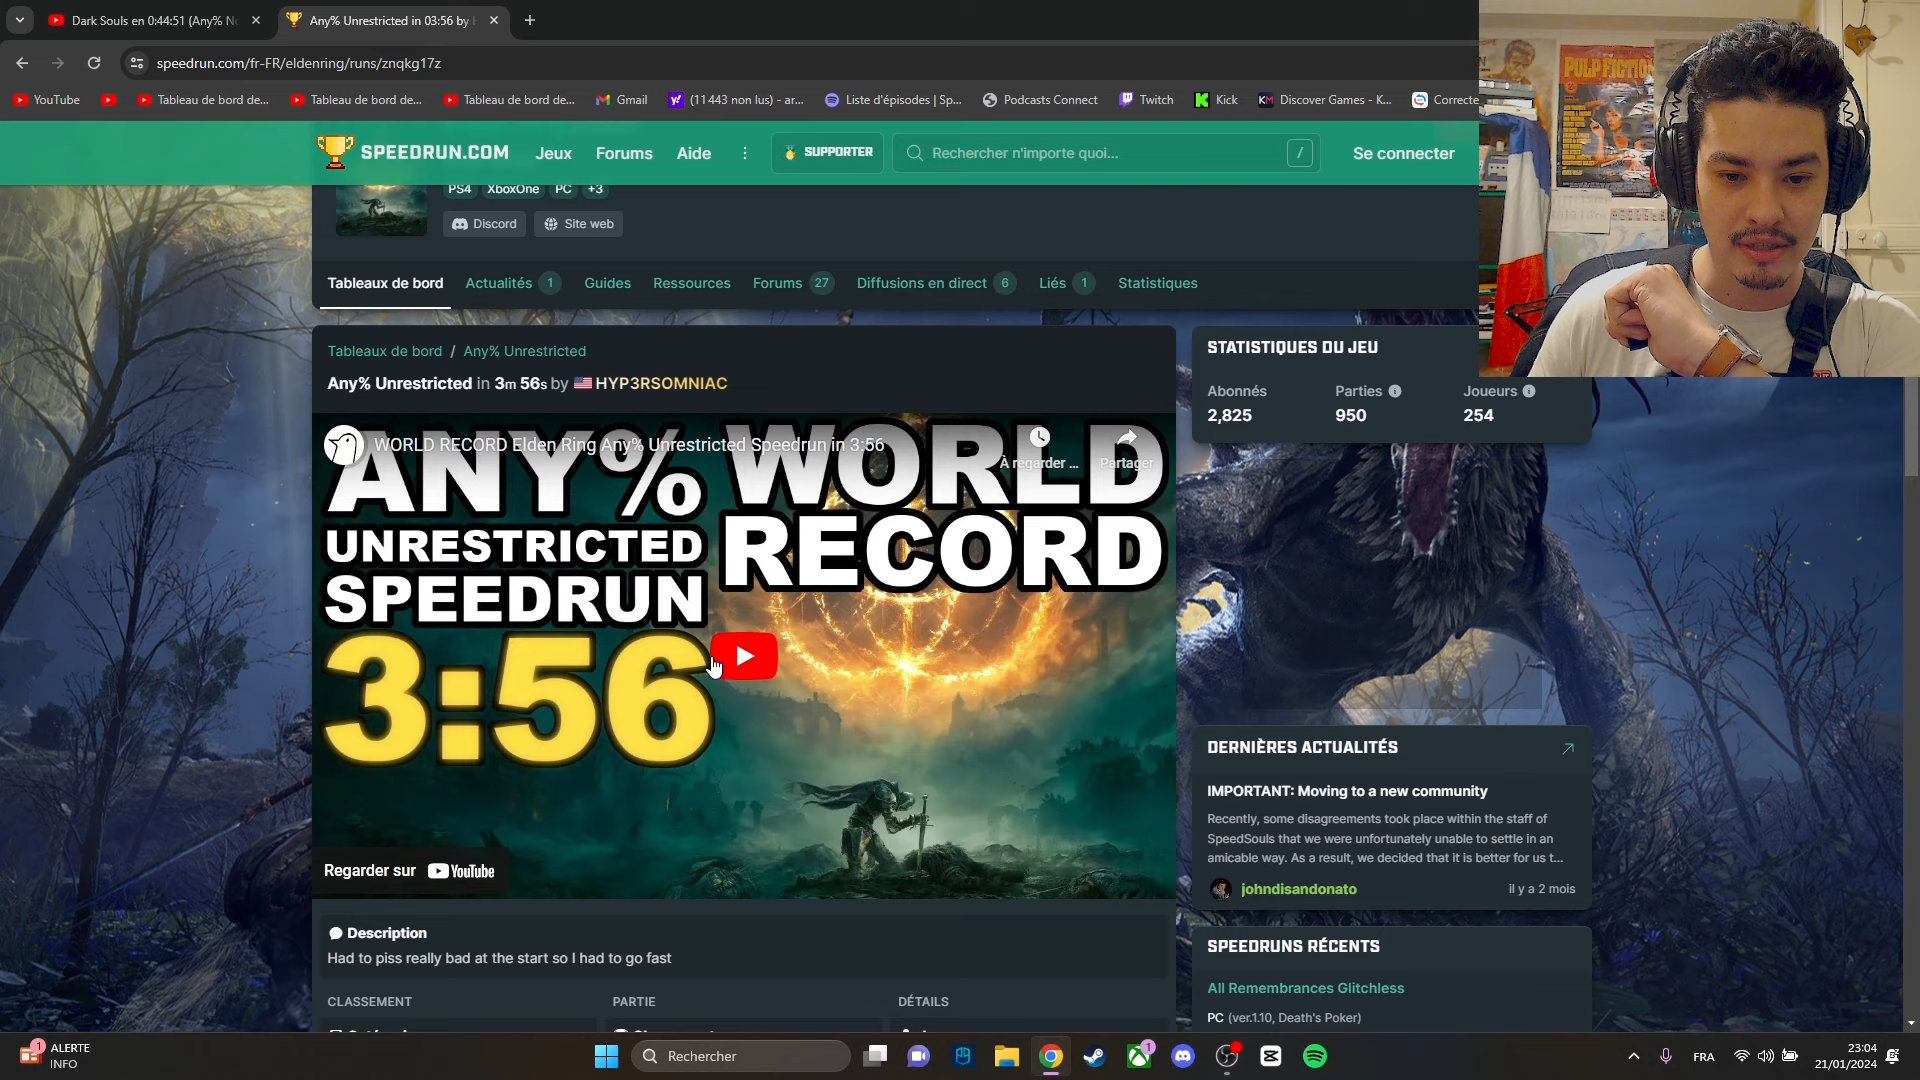 Dark Souls en 0:44:51 (Any% N
Any% Unrestricted in 03:56 by
speedrun.com/fr-FR/eldenring/runs/znqkg17z
YouTube
Tableau de bord de...
Tableau de bord de...
Tableau de bord de...
Gmail
(11 443 non lus) - ar...
Liste d'épisodes | Sp...
Podcasts Connect
Twitch
Kick
Discover Games - K...
Correcte
PULP FICTION
SPEEDRUN.COM
Jeux
Forums
Aide
SUPPORTER
Rechercher n'importe quoi...
/
Se connecter
PS4 XboxOne PC +3
Discord
Site web
Tableaux de bord
Actualités 1
Guides
Ressources
Forums 27
Diffusions en direct 6
Liés 1
Statistiques
Tableaux de bord / Any% Unrestricted
Any% Unrestricted in 3m 56s by HYP3RSOMNIAC
WORLD RECORD Elden Ring Any% Unrestricted Speedrun in 3:56
À regarder ...
Partager
ANY%
UNRESTRICTED
SPEEDRUN
3:56
WORLD
RECORD
Regarder sur YouTube
Description
Had to piss really bad at the start so I had to go fast
CLASSEMENT
PARTIE
DÉTAILS
STATISTIQUES DU JEU
Abonnés
Parties
Joueurs
2,825
950
254
DERNIÈRES ACTUALITÉS
IMPORTANT: Moving to a new community
Recently, some disagreements took place within the staff of
SpeedSouls that we were unfortunately unable to settle in an
amicable way. As a result, we decided that it is better for us t...
johndisandonato
il y a 2 mois
SPEEDRUNS RÉCENTS
All Remembrances Glitchless
PC (ver.1.10, Death's Poker)
1
ALERTE
INFO
Rechercher
1
FRA
23:04
21/01/2024